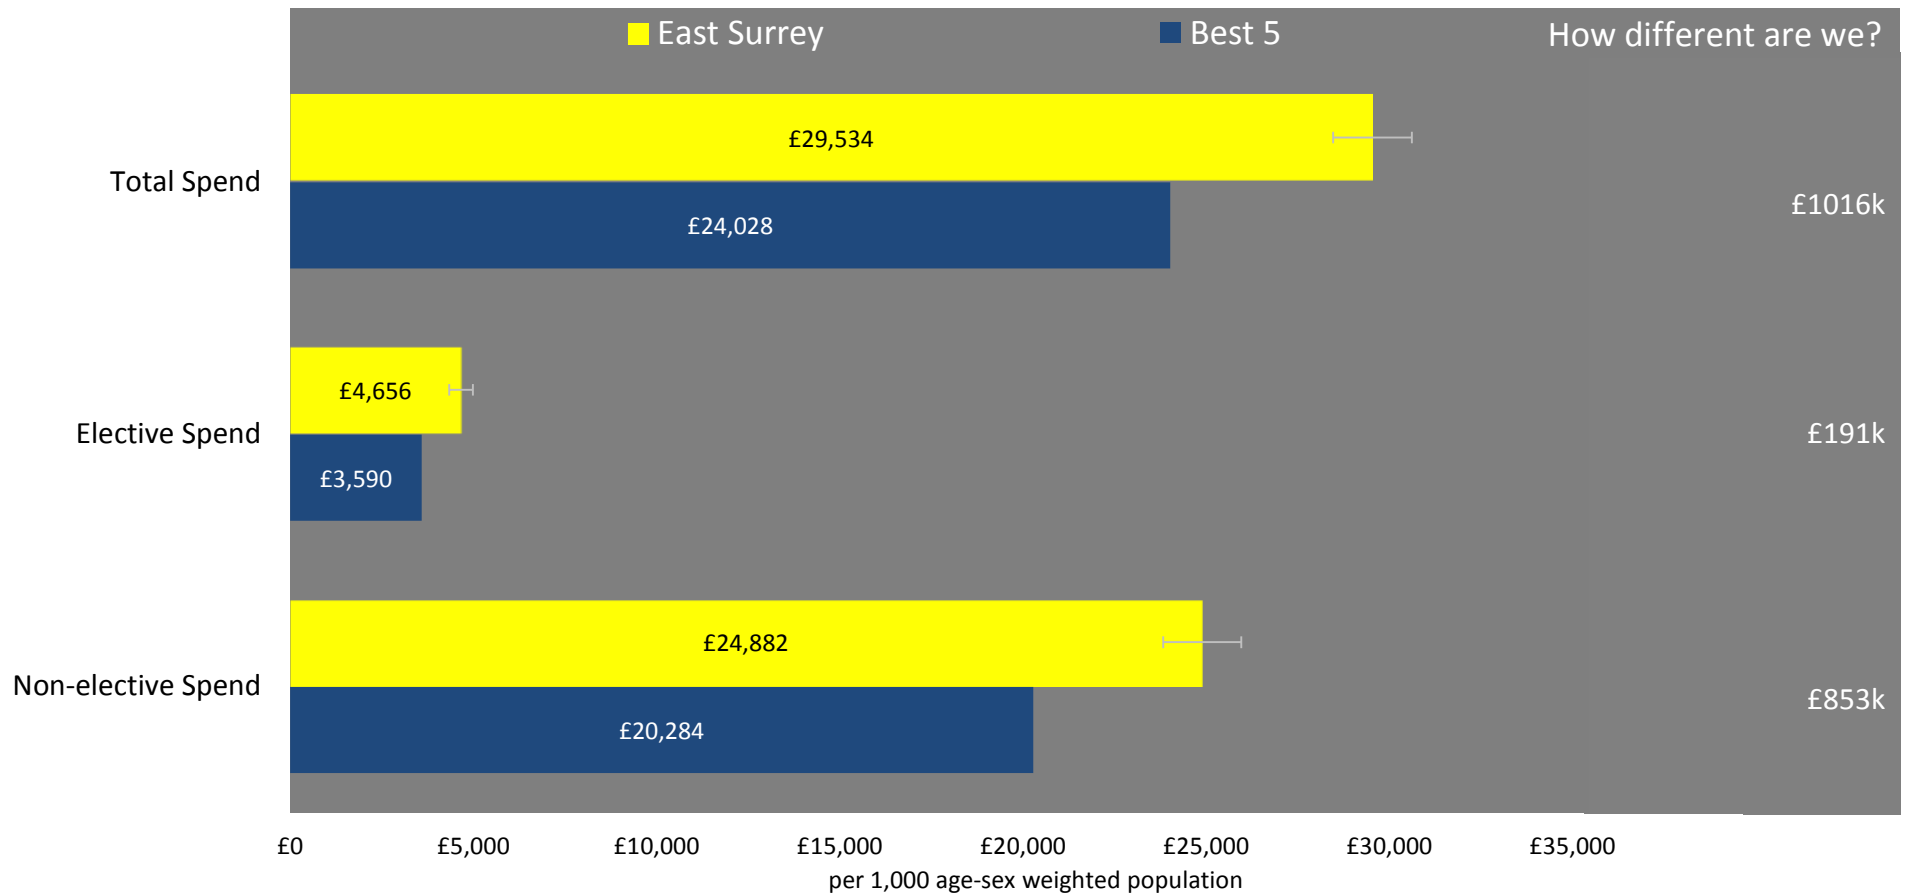 East Surrey
Best 5
How different are we?
Total Spend
£29,534
£24,028
£1016k
Elective Spend
£4,656
£3,590
£191k
Non-elective Spend
£24,882
£20,284
£853k
£0 £5,000 £10,000 £15,000 £20,000 £25,000 £30,000 £35,000
per 1,000 age-sex weighted population